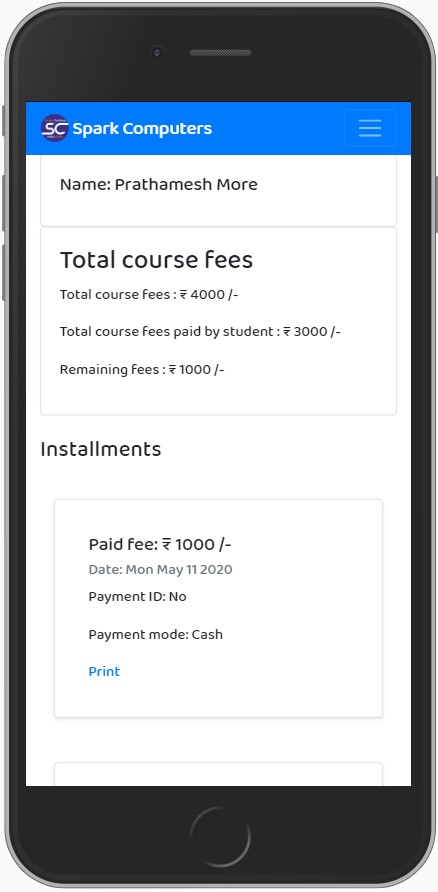 SC Spark Computers
Name: Prathamesh More
Total course fees
Total course fees : ₹ 4000 /-
Total course fees paid by student : ₹ 3000 /-
Remaining fees : ₹ 1000 /-
Installments
Paid fee: ₹ 1000 /-
Date: Mon May 11 2020
Payment ID: No
Payment mode: Cash
Print